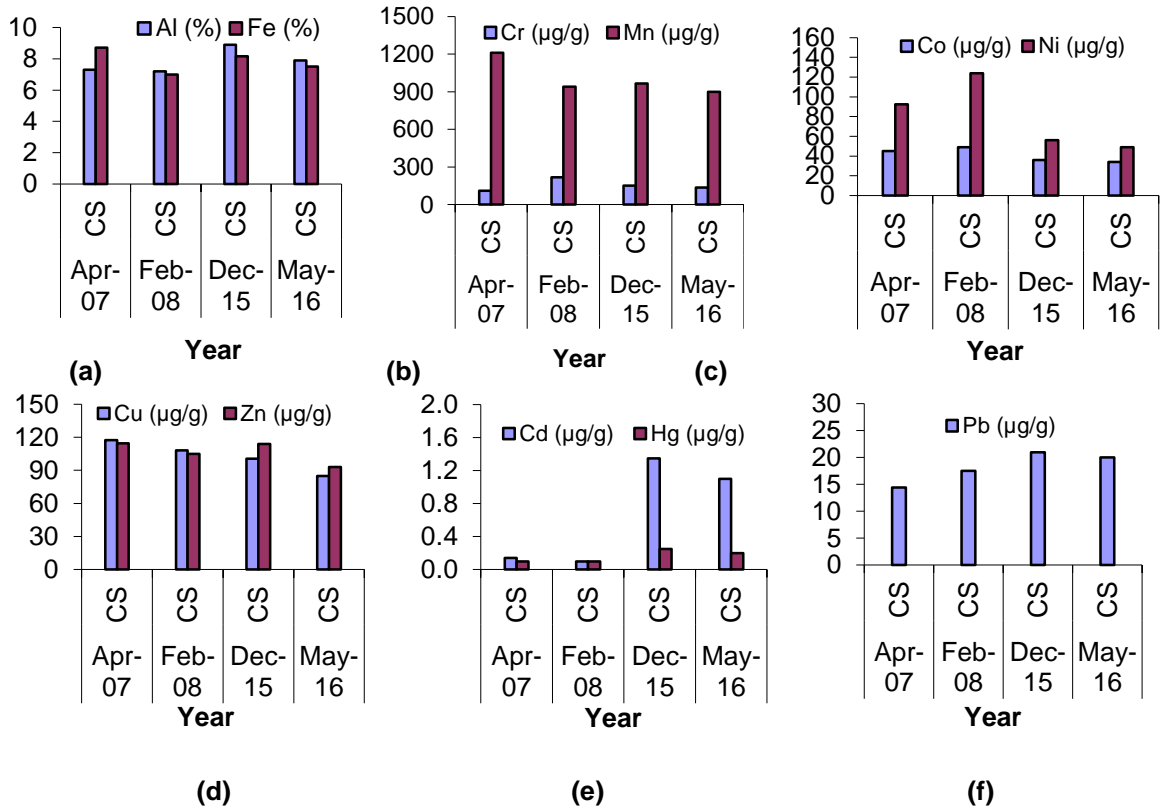 Al (%) Fe (%)
10
8
6
4
2
0
CS CS CS CS
Apr-07 Feb-08 Dec-15 May-16
Year
(a)
Cr (µg/g) Mn (µg/g)
1500
1200
900
600
300
0
CS CS CS CS
Apr-07 Feb-08 Dec-15 May-16
Year
(b)
Co (µg/g) Ni (µg/g)
160
140
120
100
80
60
40
20
0
CS CS CS CS
Apr-07 Feb-08 Dec-15 May-16
Year
(c)
Cu (µg/g) Zn (µg/g)
150
120
90
60
30
0
CS CS CS CS
Apr-07 Feb-08 Dec-15 May-16
Year
(d)
Cd (µg/g) Hg (µg/g)
2.0
1.6
1.2
0.8
0.4
0.0
CS CS CS CS
Apr-07 Feb-08 Dec-15 May-16
Year
(e)
Pb (µg/g)
30
25
20
15
10
5
0
CS CS CS CS
Apr-07 Feb-08 Dec-15 May-16
Year
(f)